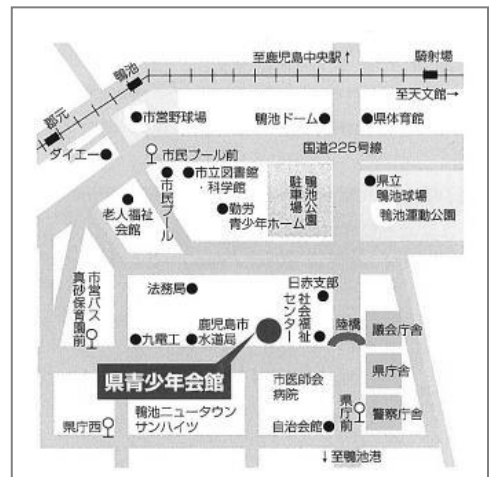 至鹿児島中央駅↑
騎射場
鴨池
至天文館→
郡元
市営野球場
鴨池ドーム
県体育館
ダイエー
国道225号線
市民プール前
市民プール
市立図書館
・科学館
鴨池公園
駐車場
県立
鴨池球場
鴨池運動公園
老人福祉
会館
勤労
青少年ホーム
市営バス
真砂保育園前
法務局
日赤支部
社会福祉
センター
陸橋
議会庁舎
九電工
鹿児島市
水道局
県青少年会館
県庁舎
市医師会
病院
県庁前
警察庁舎
県庁西
鴨池ニュータウン
サンハイツ
自治会館
↓至鴨池港